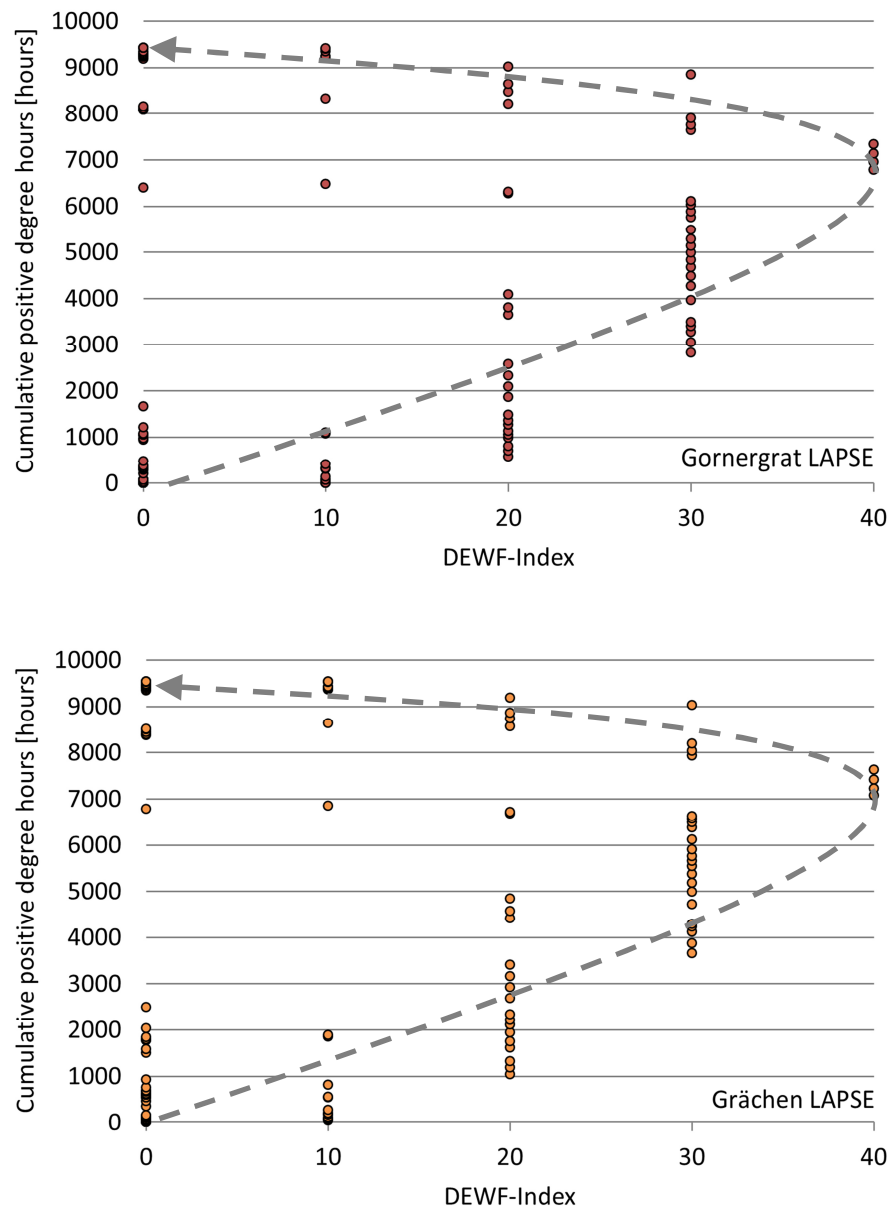 Cumulative positive degree hours [hours]
10000
9000
8000
7000
6000
5000
4000
3000
2000
1000
0
Gornergrat LAPSE
0 10 20 30 40
DEWF-Index
Cumulative positive degree hours [hours]
10000
9000
8000
7000
6000
5000
4000
3000
2000
1000
0
Grächen LAPSE
0 10 20 30 40
DEWF-Index